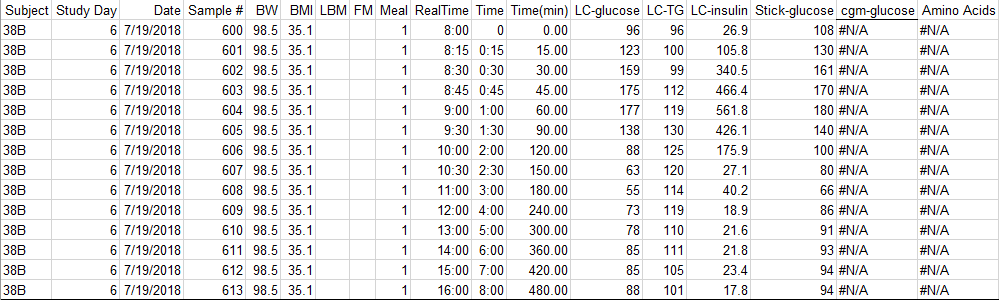 Subject Study Day Date Sample # BW BMI LBM FM Meal RealTime Time Time(min) LC-glucose LC-TG LC-insulin Stick-glucose cgm-glucose Amino Acids
38B 6 7/19/2018 600 98.5 35.1 1 8:00 0 0.00 96 96 26.9 108 #N/A #N/A
38B 6 7/19/2018 601 98.5 35.1 1 8:15 0:15 15.00 123 100 105.8 130 #N/A #N/A
38B 6 7/19/2018 602 98.5 35.1 1 8:30 0:30 30.00 159 99 340.5 161 #N/A #N/A
38B 6 7/19/2018 603 98.5 35.1 1 8:45 0:45 45.00 175 112 466.4 170 #N/A #N/A
38B 6 7/19/2018 604 98.5 35.1 1 9:00 1:00 60.00 177 119 561.8 180 #N/A #N/A
38B 6 7/19/2018 605 98.5 35.1 1 9:30 1:30 90.00 138 130 426.1 140 #N/A #N/A
38B 6 7/19/2018 606 98.5 35.1 1 10:00 2:00 120.00 88 125 175.9 100 #N/A #N/A
38B 6 7/19/2018 607 98.5 35.1 1 10:30 2:30 150.00 63 120 27.1 80 #N/A #N/A
38B 6 7/19/2018 608 98.5 35.1 1 11:00 3:00 180.00 55 114 40.2 66 #N/A #N/A
38B 6 7/19/2018 609 98.5 35.1 1 12:00 4:00 240.00 73 119 18.9 86 #N/A #N/A
38B 6 7/19/2018 610 98.5 35.1 1 13:00 5:00 300.00 78 110 21.6 91 #N/A #N/A
38B 6 7/19/2018 611 98.5 35.1 1 14:00 6:00 360.00 85 111 21.8 93 #N/A #N/A
38B 6 7/19/2018 612 98.5 35.1 1 15:00 7:00 420.00 85 105 23.4 94 #N/A #N/A
38B 6 7/19/2018 613 98.5 35.1 1 16:00 8:00 480.00 88 101 17.8 94 #N/A #N/A